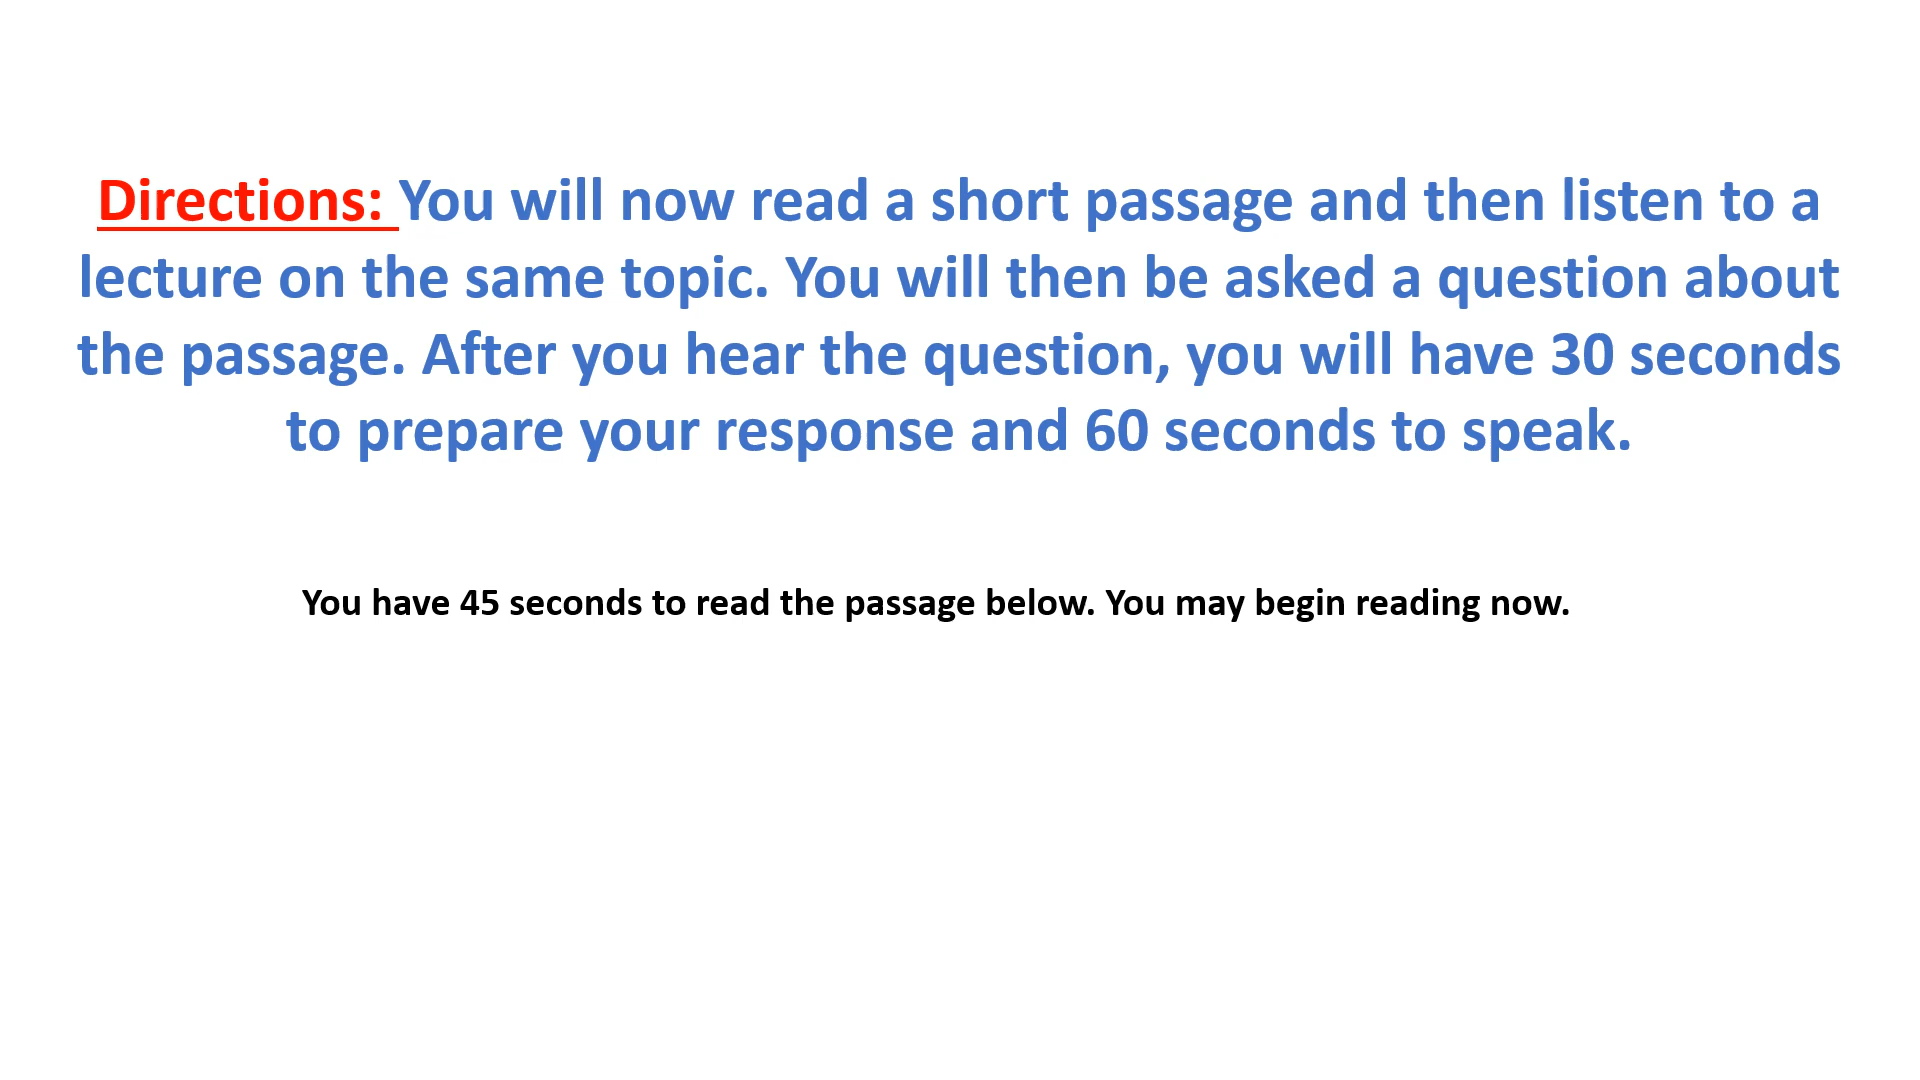 Directions: You will now read a short passage and then listen to a
lecture on the same topic. You will then be asked a question about
the passage. After you hear the question, you will have 30 seconds
to prepare your response and 60 seconds to speak.
You have 45 seconds to read the passage below. You may begin reading now.